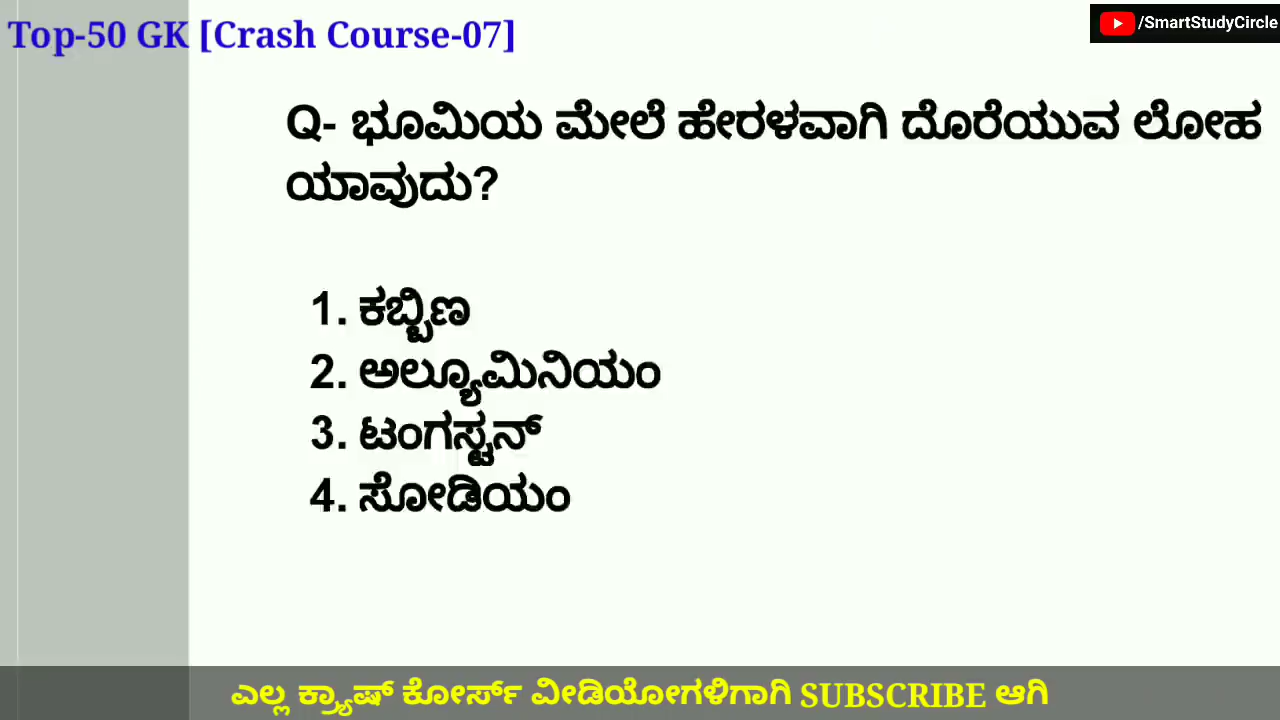 Top-50 GK [Crash Course-07]
/SmartStudyCircle
Q- ಭೂಮಿಯ ಮೇಲೆ ಹೇರಳವಾಗಿ ದೊರೆಯುವ ಲೋಹ
ಯಾವುದು?
1. ಕಬ್ಬಿಣ
2. ಅಲ್ಯೂಮಿನಿಯಂ
3. ಟಂಗಸ್ಟನ್
4. ಸೋಡಿಯಂ
ಎಲ್ಲ ಕ್ರ್ಯಾಷ್ ಕೋರ್ಸ್ ವೀಡಿಯೋಗಳಿಗಾಗಿ SUBSCRIBE ಆಗಿ